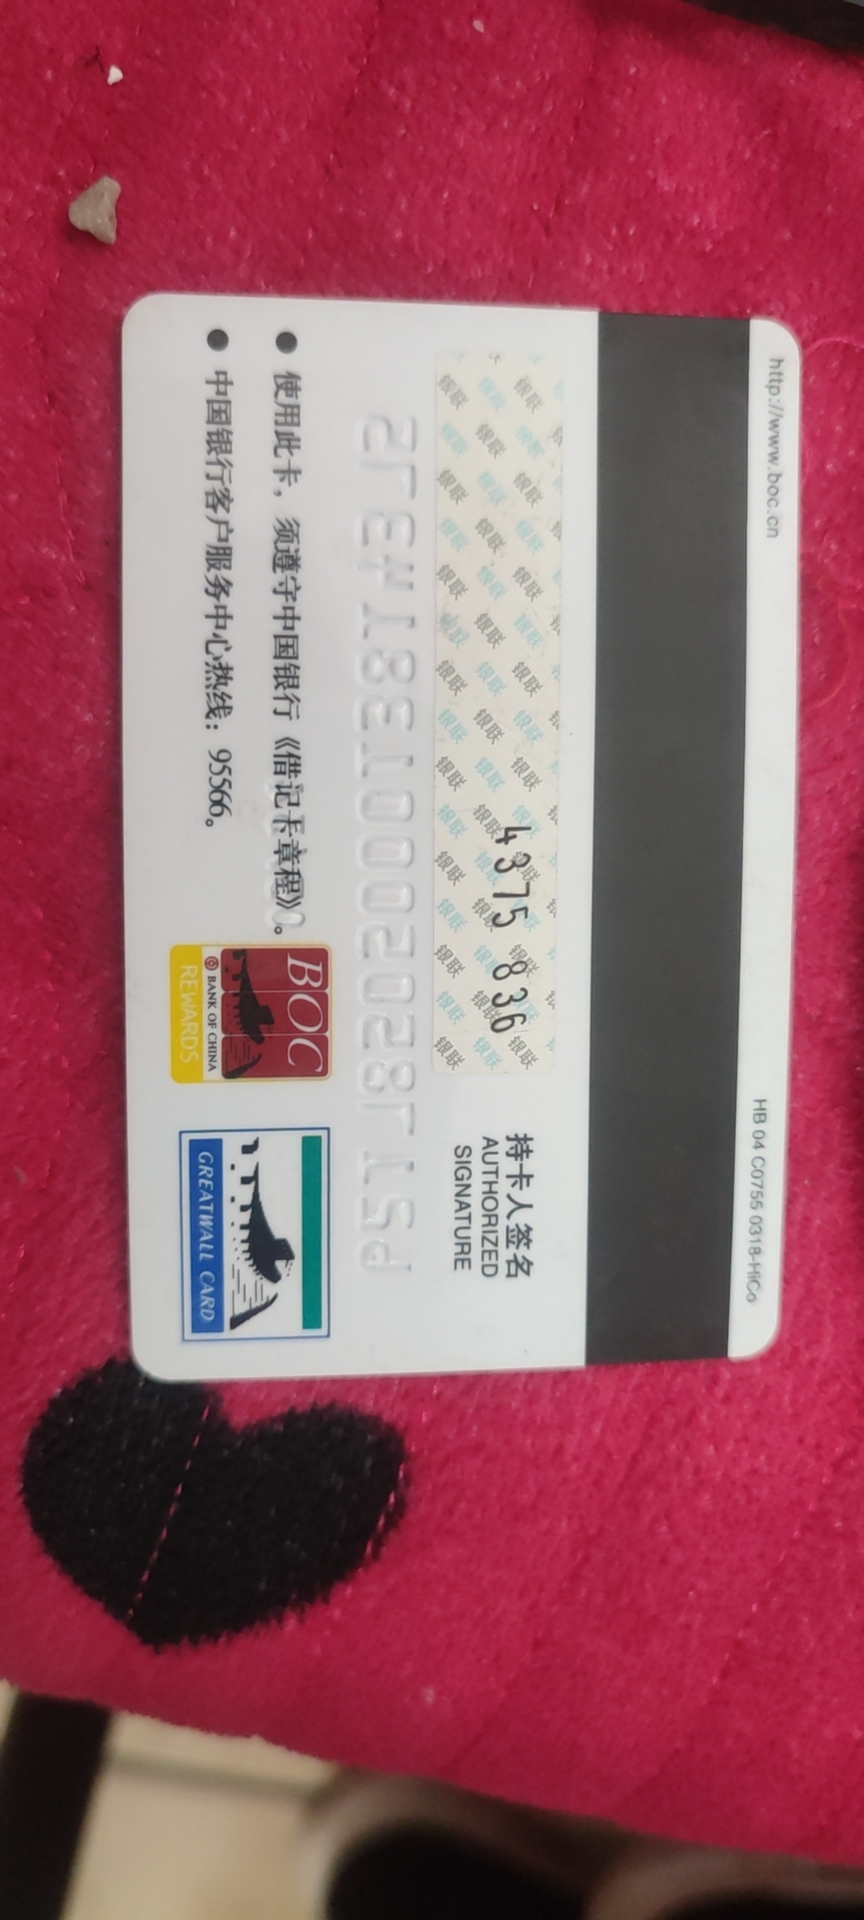 http://www.boc.cn
HB 04 C0755 0318-HiCo
4375 836
持卡人签名
AUTHORIZED
SIGNATURE
● 使用此卡，须遵守中国银行《借记卡章程》。
● 中国银行客户服务中心热线：95566。
BOC
BANK OF CHINA
REWARDS
GREATWALL CARD